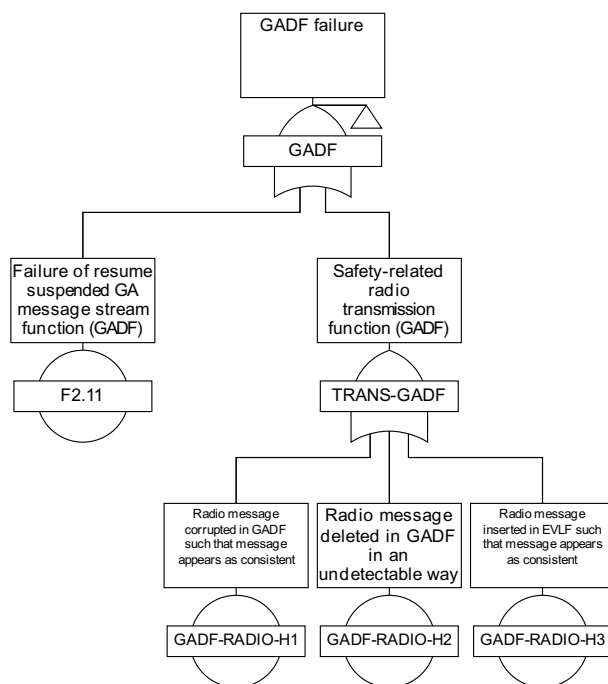 GADF failure
GADF
Failure of resume
suspended GA
message stream
function (GADF)
F2.11
Safety-related
radio
transmission
function (GADF)
TRANS-GADF
Radio message
corrupted in GADF
such that message
appears as consistent
GADF-RADIO-H1
Radio message
deleted in GADF
in an
undetectable way
GADF-RADIO-H2
Radio message
inserted in EVLF such
that message appears
as consistent
GADF-RADIO-H3